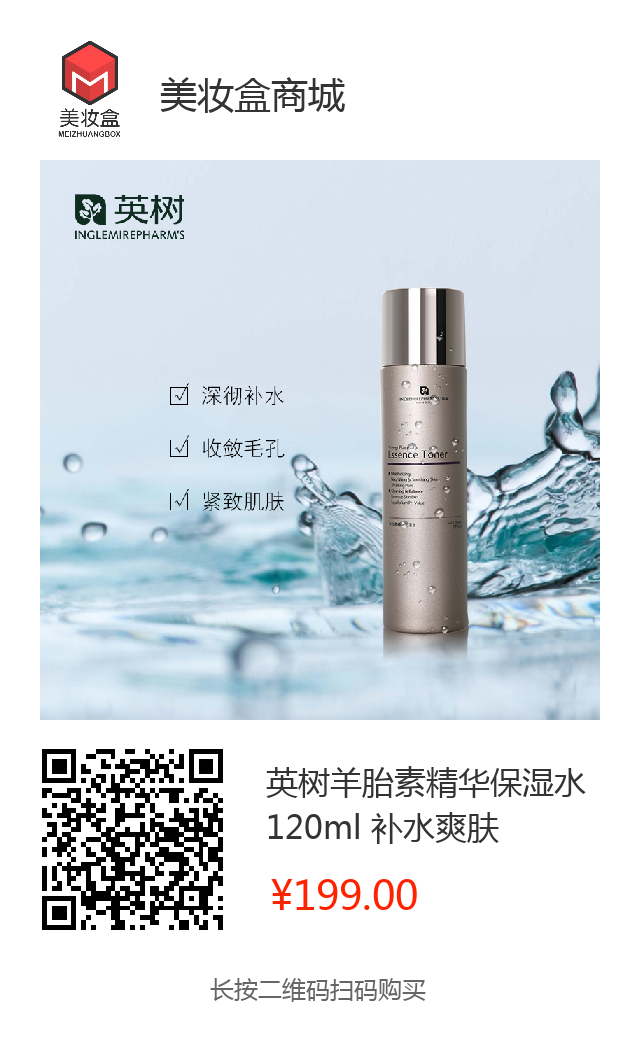 美妆盒
MEIZHUANGBOX
美妆盒商城
英树
INGLEMIREPHARM'S
深彻补水
收敛毛孔
紧致肌肤
Essence Toner
英树羊胎素精华保湿水
120ml 补水爽肤
¥199.00
长按二维码扫码购买